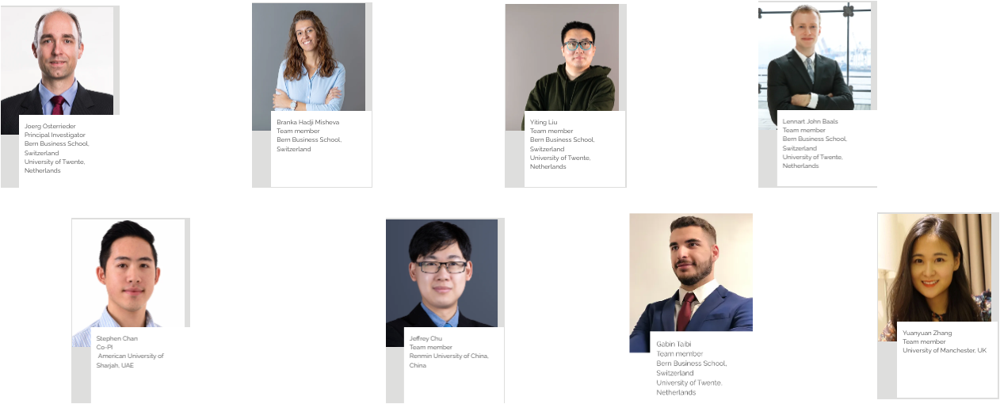 Joerg Osterrieder
Principal Investigator
Bern Business School,
Switzerland
University of Twente,
Netherlands
Branka Hadji Misheva
Team member
Bern Business School,
Switzerland
Yiting Liu
Team member
Bern Business School,
Switzerland
University of Twente,
Netherlands
Lennart John Baals
Team member
Bern Business School,
Switzerland
University of Twente,
Netherlands
Stephen Chan
Co-PI
American University of
Sharjah, UAE
Jeffrey Chu
Team member
Renmin University of China,
China
Gabin Taibi
Team member
Bern Business School,
Switzerland
University of Twente,
Netherlands
Yuanyuan Zhang
Team member
University of Manchester, UK